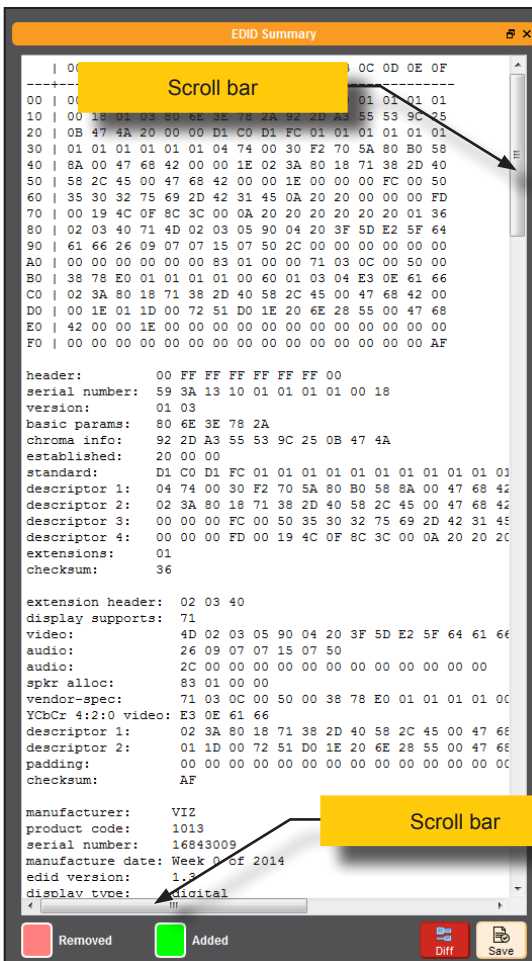 EDID Summary
| 00 0C 0D 0E 0F
Scroll bar
00 | 00 01 01 01
10 | 00 18 01 03 80 6E 3E 78 2A 92 2D A3 55 53 9C 25
20 | 0B 47 4A 20 00 00 D1 C0 D1 FC 01 01 01 01 01 01
30 | 01 01 01 01 01 01 04 74 00 30 F2 70 5A 80 B0 58
40 | 8A 00 47 68 42 00 00 1E 02 3A 80 18 71 38 2D 40
50 | 58 2C 45 00 47 68 42 00 00 1E 00 00 00 FC 00 50
60 | 35 30 32 75 69 2D 42 31 45 0A 20 20 00 00 00 FD
70 | 00 19 4C 0F 8C 3C 00 0A 20 20 20 20 20 20 01 36
80 | 02 03 40 71 4D 02 03 05 90 04 20 3F 5D E2 5F 64
90 | 61 66 26 09 07 07 15 07 50 2C 00 00 00 00 00 00
A0 | 00 00 00 00 00 83 01 00 00 71 03 0C 00 50 00
B0 | 38 78 E0 01 01 01 01 00 60 01 03 04 E3 0E 61 66
C0 | 02 3A 80 18 71 38 2D 40 58 2C 45 00 47 68 42 00
D0 | 00 1E 01 1D 00 72 51 D0 1E 20 6E 28 55 00 47 68
E0 | 42 00 00 1E 00 00 00 00 00 00 00 00 00 00 00 00
F0 | 00 00 00 00 00 00 00 00 00 00 00 00 00 00 00 AF
header: 00 FF FF FF FF FF FF 00
serial number: 59 3A 13 10 01 01 01 01 00 18
version: 01 03
basic params: 80 6E 3E 78 2A
chroma info: 92 2D A3 55 53 9C 25 0B 47 4A
established: 20 00 00
standard: D1 C0 D1 FC 01 01 01 01 01 01 01 01 01 01 01
descriptor 1: 04 74 00 30 F2 70 5A 80 B0 58 8A 00 47 68 42
descriptor 2: 02 3A 80 18 71 38 2D 40 58 2C 45 00 47 68 42
descriptor 3: 00 00 00 FC 00 50 35 30 32 75 69 2D 42 31 45
descriptor 4: 00 00 00 FD 00 19 4C 0F 8C 3C 00 0A 20 20 20
extensions: 01
checksum: 36
extension header: 02 03 40
display supports: 71
video: 4D 02 03 05 90 04 20 3F 5D E2 5F 64 61 66
audio: 26 09 07 07 15 07 50
audio: 2C 00 00 00 00 00 00 00 00 00 00 00 00
spkr alloc: 83 01 00 00
vendor-spec: 71 03 0C 00 50 00 38 78 E0 01 01 01 01 00
YCbCr 4:2:0 video: E3 0E 61 66
descriptor 1: 02 3A 80 18 71 38 2D 40 58 2C 45 00 47 68
descriptor 2: 01 1D 00 72 51 D0 1E 20 6E 28 55 00 47 68
padding: 00 00 00 00 00 00 00 00 00 00 00 00 00 00
checksum: AF
manufacturer: VIZ
product code: 1013
serial number: 16843009
Scroll bar
manufacture date: Week 0 of 2014
edid version: 1.3
display type: digital
Removed
Added
Diff
Save